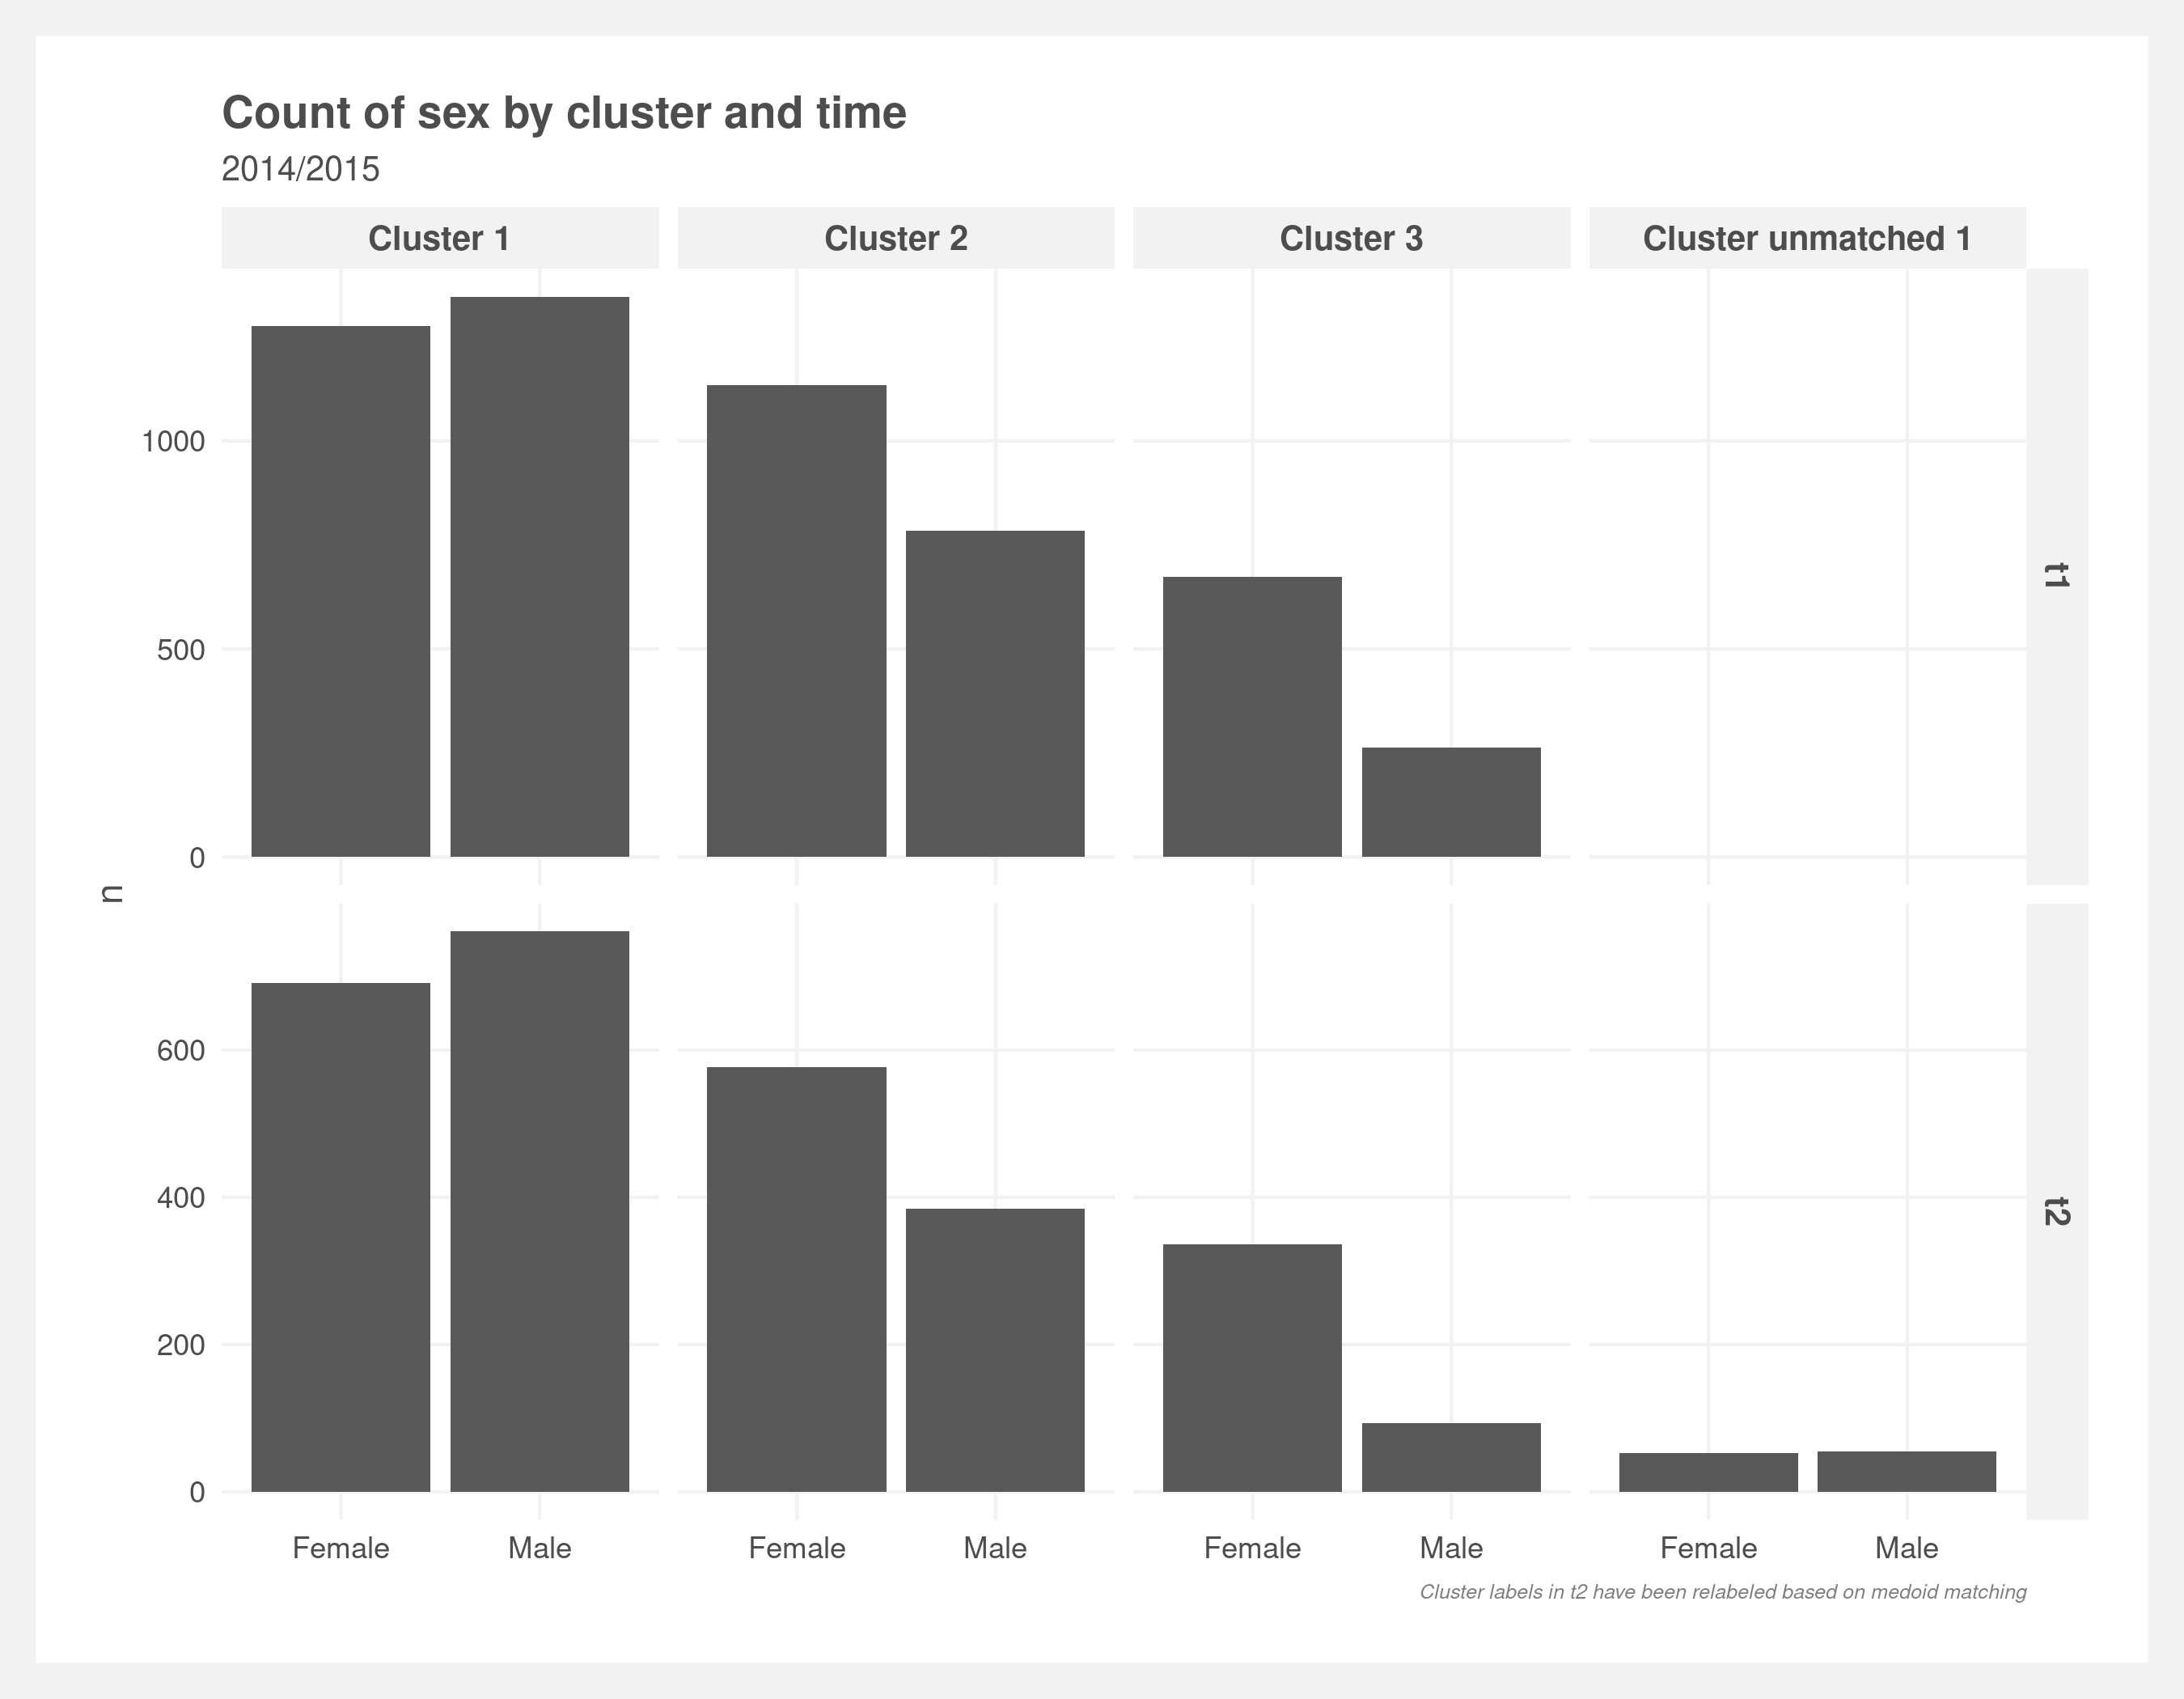 Count of sex by cluster and time
2014/2015
Cluster 1
Cluster 2
Cluster 3
Cluster unmatched 1
1000
500
0
t1
n
600
400
200
0
t2
Female
Male
Female
Male
Female
Male
Female
Male
Cluster labels in t2 have been relabeled based on medoid matching